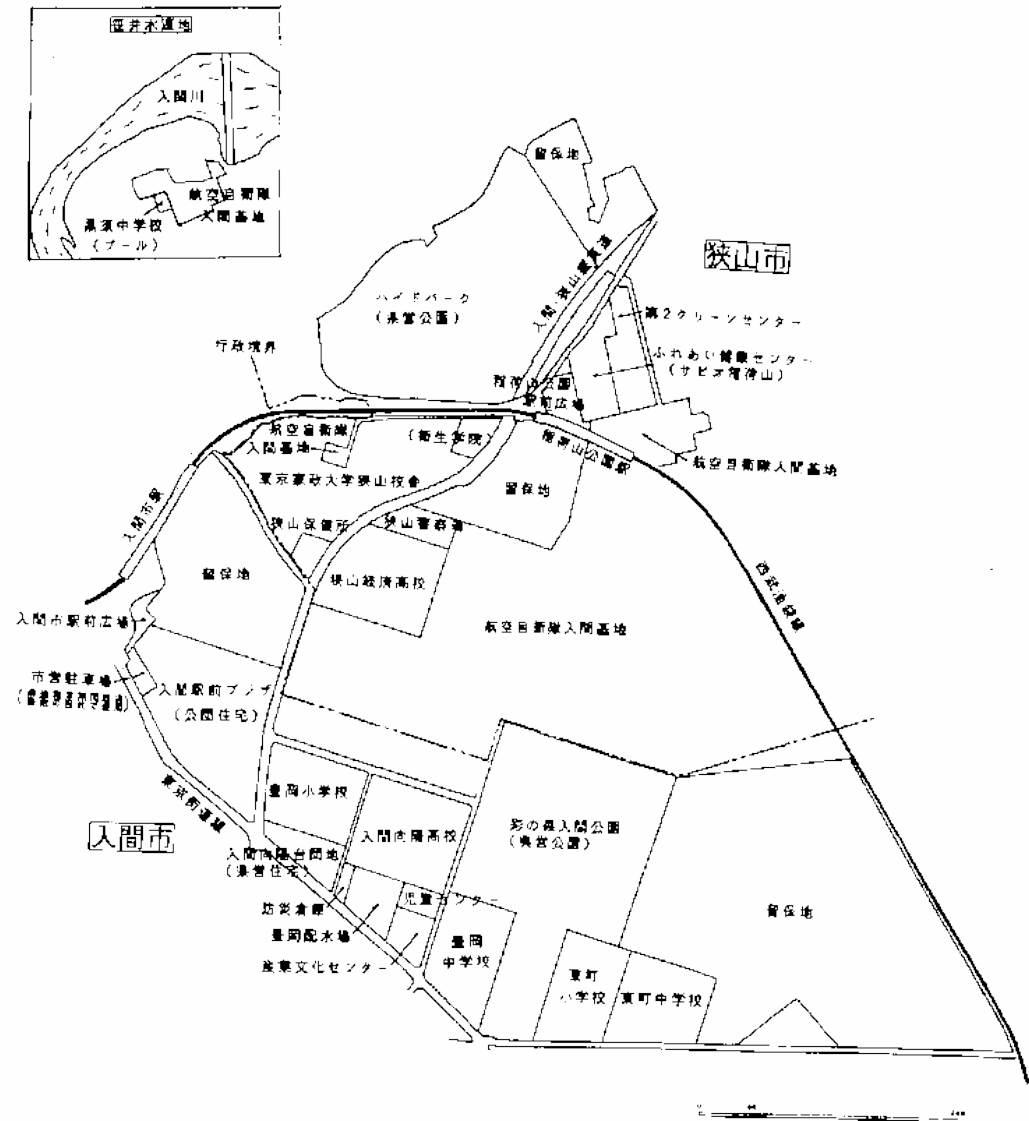 笹井水道地
入間川
航空自衛隊
入間基地
黒須中学校
(プール)
留保地
狭山市
ハイドパーク
(県営公園)
第2クリーンセンター
ふれあい健康センター
(サピオ稲荷山)
行政境界
稲荷山公園
駅前広場
航空自衛隊
入間基地
(衛生学院)
稲荷山公園駅
航空自衛隊入間基地
東京家政大学狭山校舎
留保地
入間市駅
狭山保健所
狭山警察署
留保地
狭山経済高校
西武池袋線
入間市駅前広場
航空自衛隊入間基地
市営駐車場
入間駅前プラザ
(公団住宅)
豊岡小学校
東京街道線
入間市
入間向陽高校
彩の森入間公園
(県営公園)
入間向陽台団地
(県営住宅)
児童センター
留保地
防災倉庫
豊岡配水場
豊岡
中学校
産業文化センター
東町
小学校
東町中学校